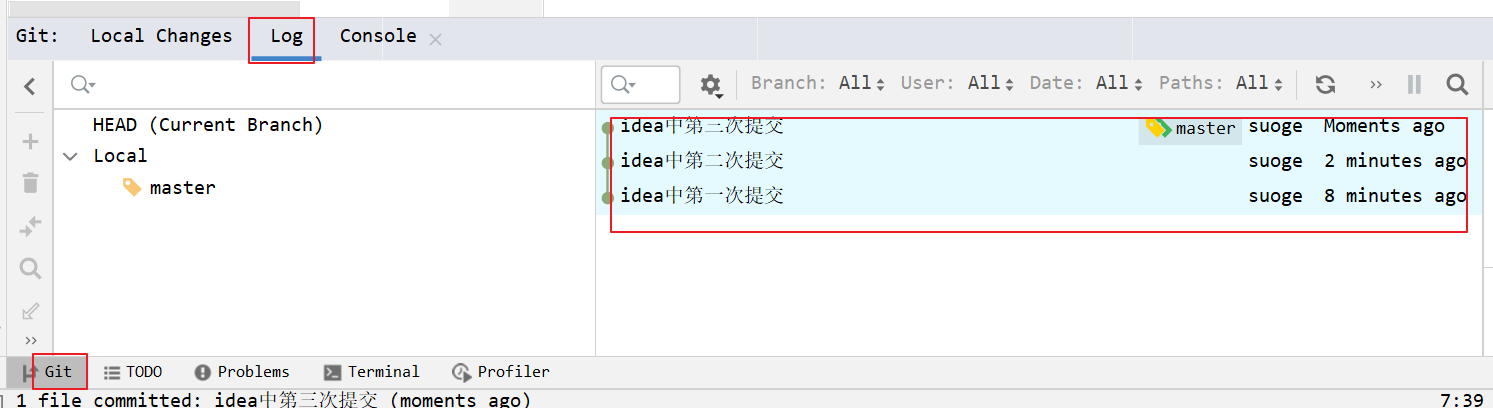 Git: Local Changes Log Console
Branch: All User: All Date: All Paths: All
HEAD (Current Branch)
Local
master
idea中第三次提交 master suoge Moments ago
idea中第二次提交 suoge 2 minutes ago
idea中第一次提交 suoge 8 minutes ago
Git TODO Problems Terminal Profiler
1 file committed: idea中第三次提交 (moments ago) 7:39